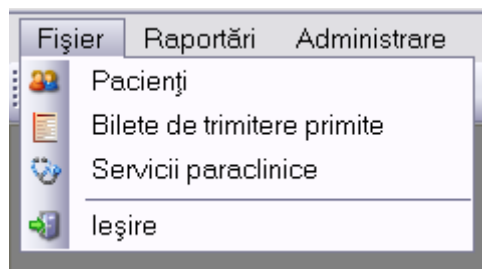 Fişier Raportări Administrare
Pacienţi
Bilete de trimitere primite
Servicii paraclinice
Ieşire